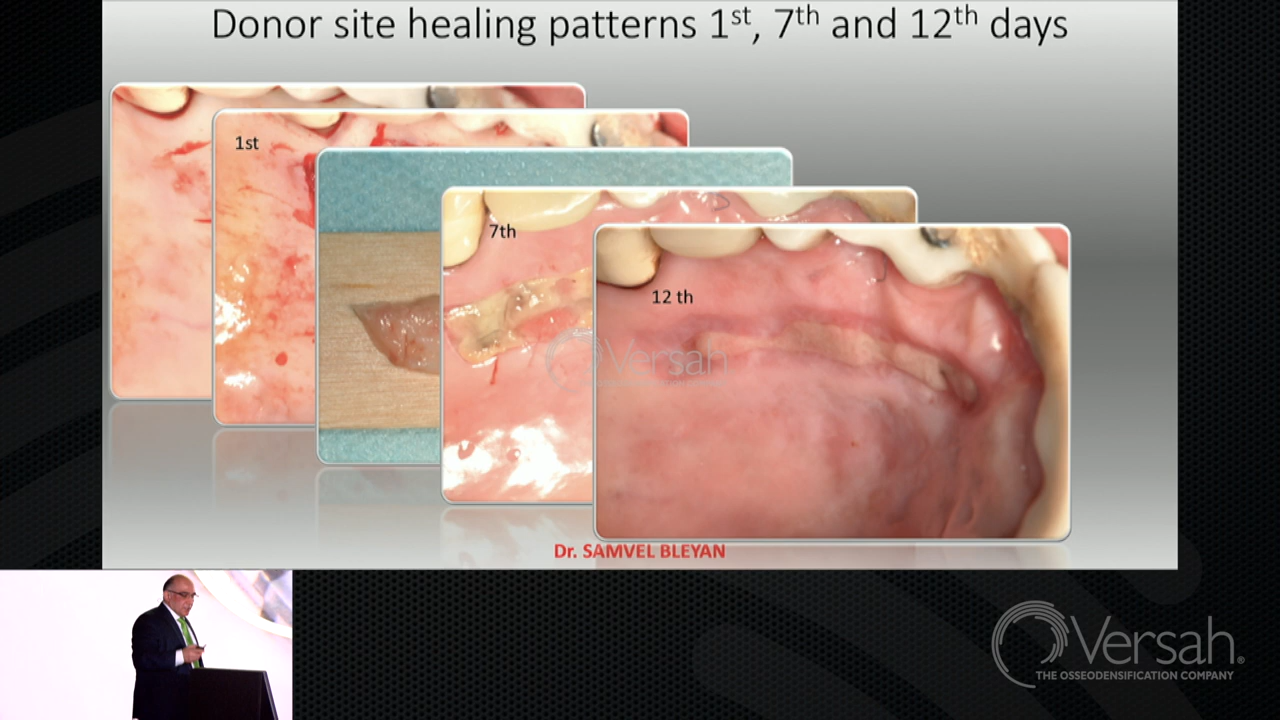 Donor site healing patterns 1st, 7th and 12th days
1st
7th
12 th
Versah
Dr. SAMVEL BLEYAN
Versah®
THE OSSEODENSIFICATION COMPANY